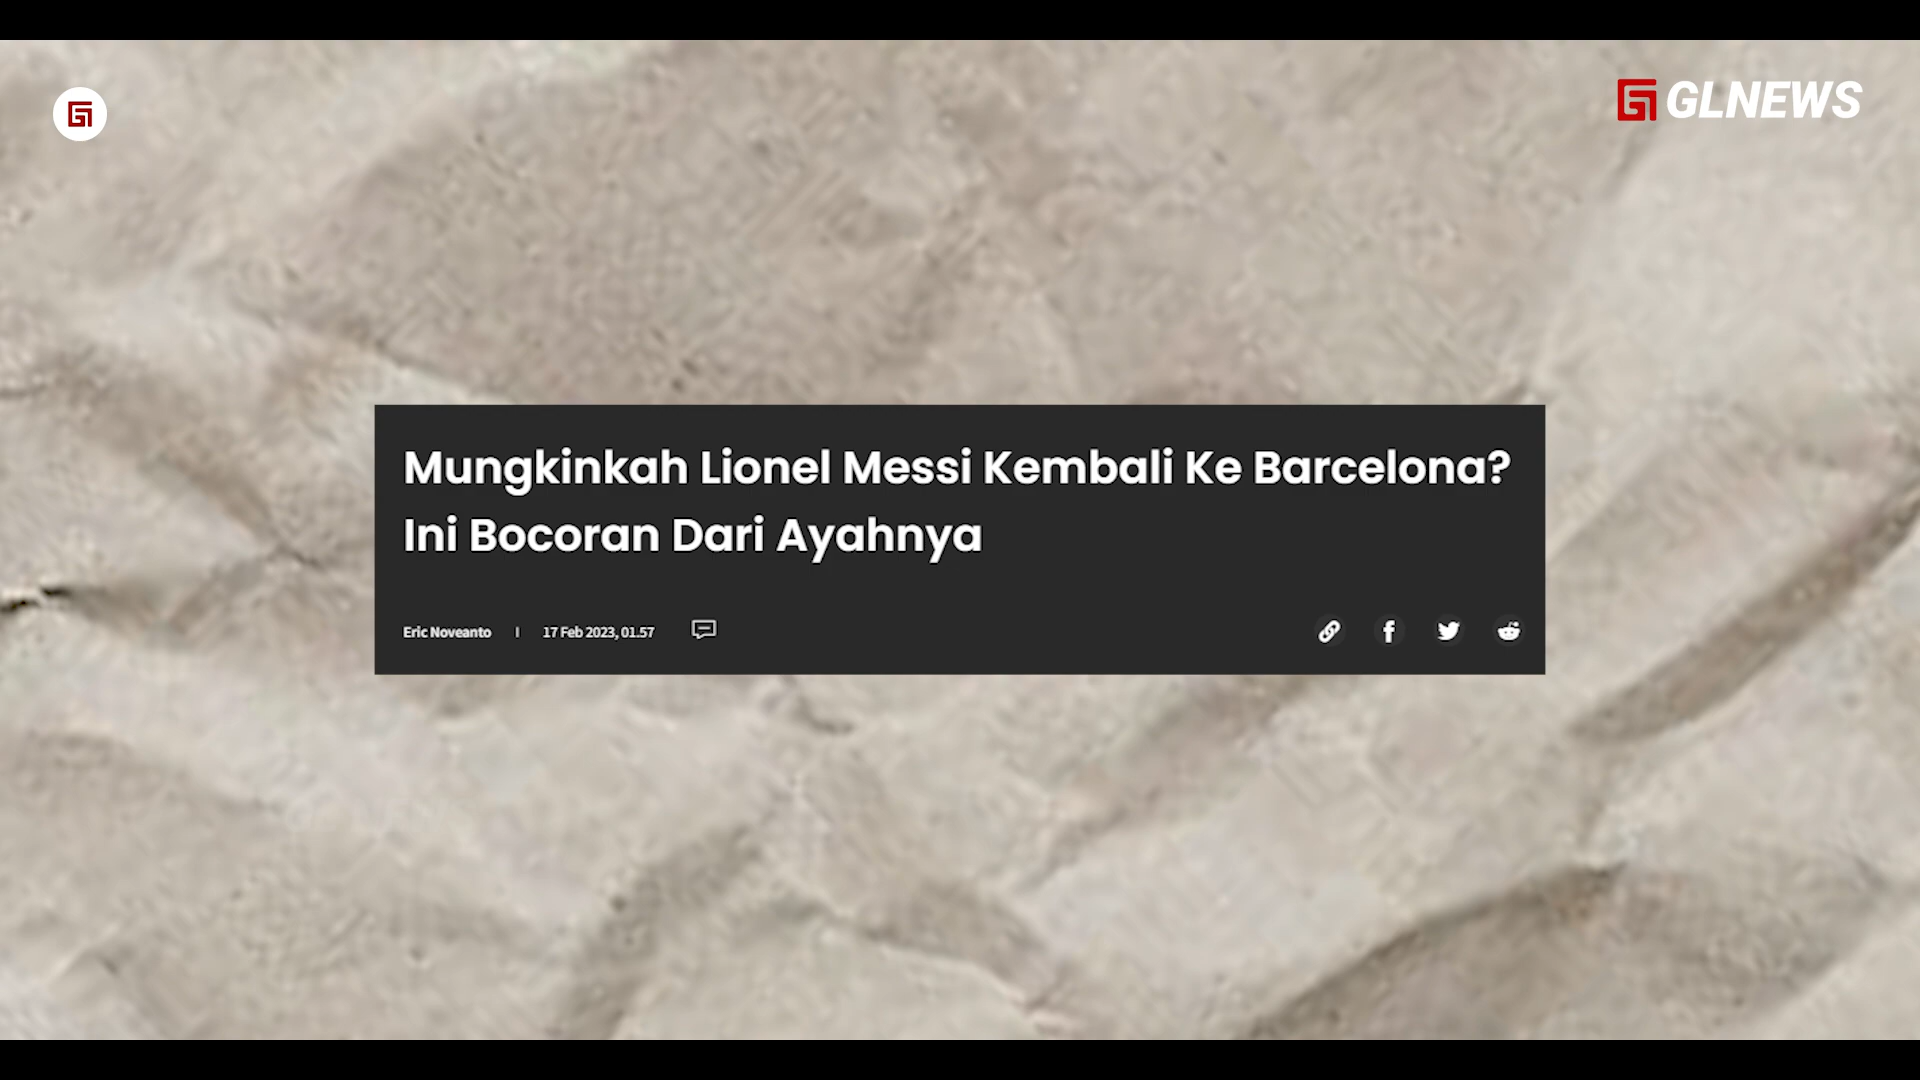 GLNEWS
Mungkinkah Lionel Messi Kembali Ke Barcelona?
Ini Bocoran Dari Ayahnya
Eric Noveanto | 17 Feb 2023, 01.57